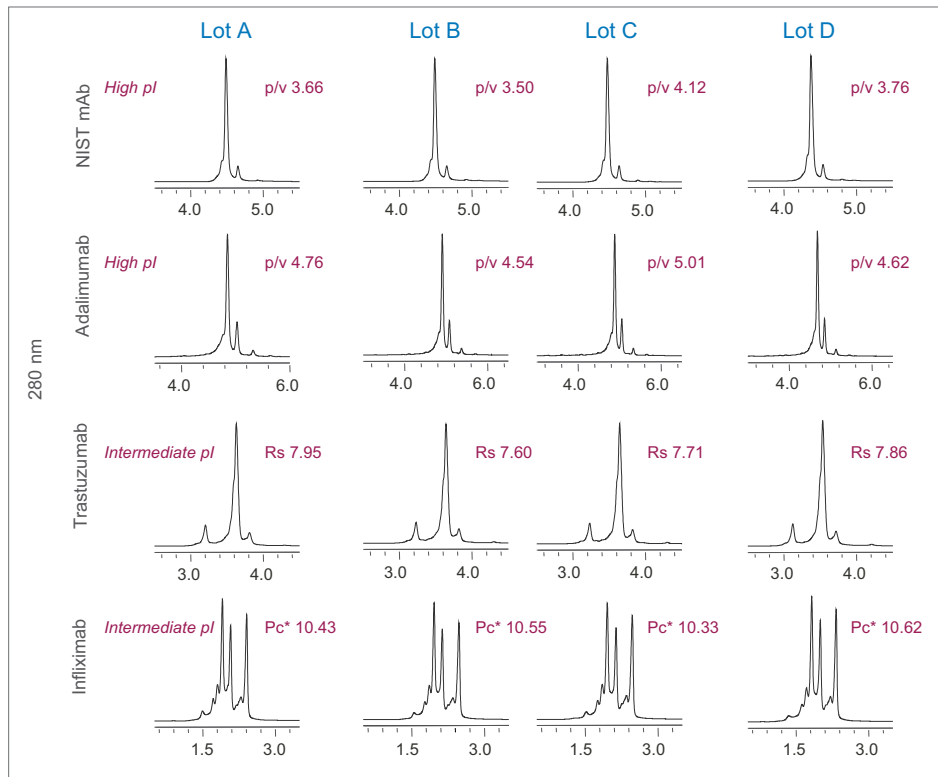 Lot A Lot B Lot C Lot D
NIST mAb
High pI p/v 3.66 p/v 3.50 p/v 4.12 p/v 3.76
4.0 5.0 4.0 5.0 4.0 5.0 4.0 5.0
280 nm
Adalimumab
High pI p/v 4.76 p/v 4.54 p/v 5.01 p/v 4.62
4.0 6.0 4.0 6.0 4.0 6.0 4.0 6.0
Trastuzumab
Intermediate pI Rs 7.95 Rs 7.60 Rs 7.71 Rs 7.86
3.0 4.0 3.0 4.0 3.0 4.0 3.0 4.0
Infliximab
Intermediate pI Pc* 10.43 Pc* 10.55 Pc* 10.33 Pc* 10.62
1.5 3.0 1.5 3.0 1.5 3.0 1.5 3.0